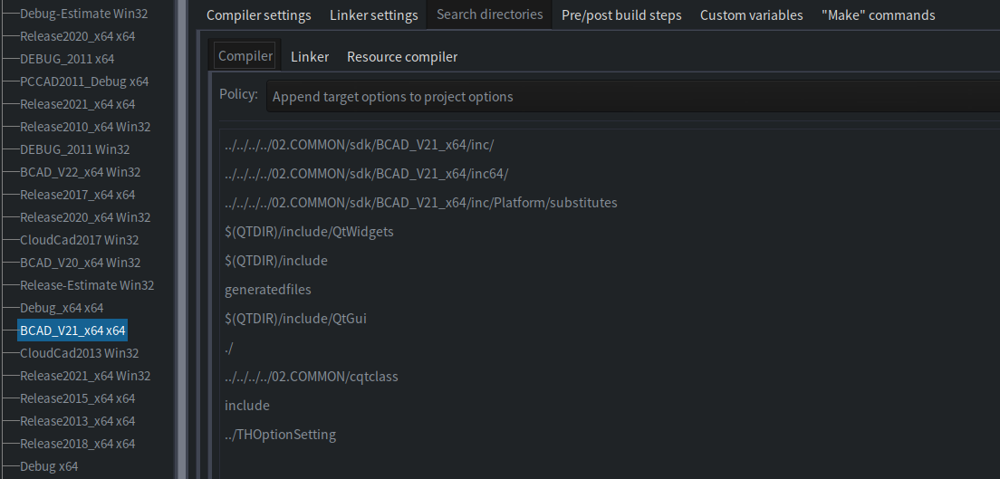 Debug-Estimate Win32
Release2020_x64 x64
DEBUG_2011 x64
PCCAD2011_Debug x64
Release2021_x64 x64
Release2010_x64 Win32
DEBUG_2011 Win32
BCAD_V22_x64 Win32
Release2017_x64 x64
Release2020_x64 Win32
CloudCad2017 Win32
BCAD_V20_x64 Win32
Release-Estimate Win32
Debug_x64 x64
BCAD_V21_x64 x64
CloudCad2013 Win32
Release2021_x64 Win32
Release2015_x64 x64
Release2013_x64 x64
Release2018_x64 x64
Debug x64
Compiler settings Linker settings Search directories Pre/post build steps Custom variables "Make" commands
Compiler Linker Resource compiler
Policy: Append target options to project options
../../../../02.COMMON/sdk/BCAD_V21_x64/inc/
../../../../02.COMMON/sdk/BCAD_V21_x64/inc64/
../../../../02.COMMON/sdk/BCAD_V21_x64/inc/Platform/substitutes
$(QTDIR)/include/QtWidgets
$(QTDIR)/include
generatedfiles
$(QTDIR)/include/QtGui
./
../../../../02.COMMON/cqtclass
include
../THOptionSetting